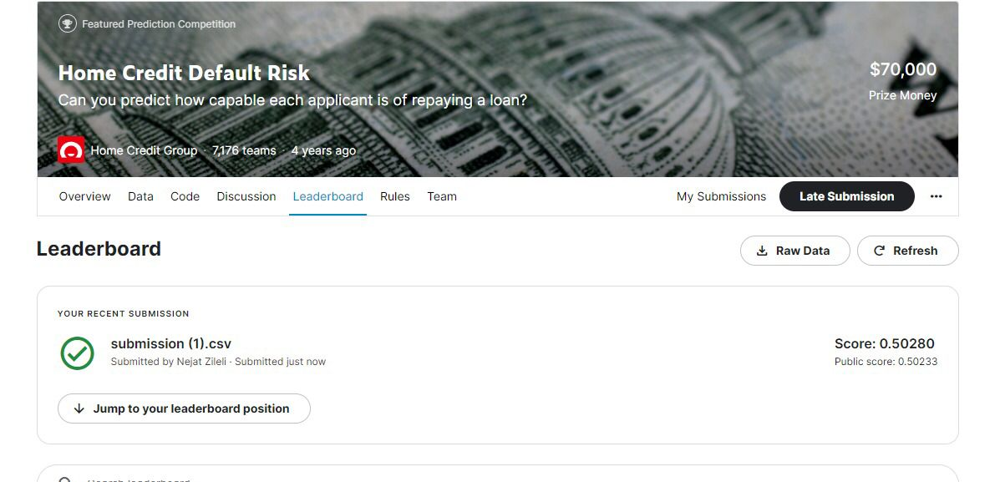 Featured Prediction Competition
Home Credit Default Risk
$70,000
Can you predict how capable each applicant is of repaying a loan?
Prize Money
Home Credit Group · 7,176 teams · 4 years ago
Overview Data Code Discussion Leaderboard Rules Team My Submissions Late Submission ...
Leaderboard
Raw Data Refresh
YOUR RECENT SUBMISSION
submission (1).csv Score: 0.50280
Submitted by Nejat Zileli · Submitted just now Public score: 0.50233
Jump to your leaderboard position
Search leaderboard